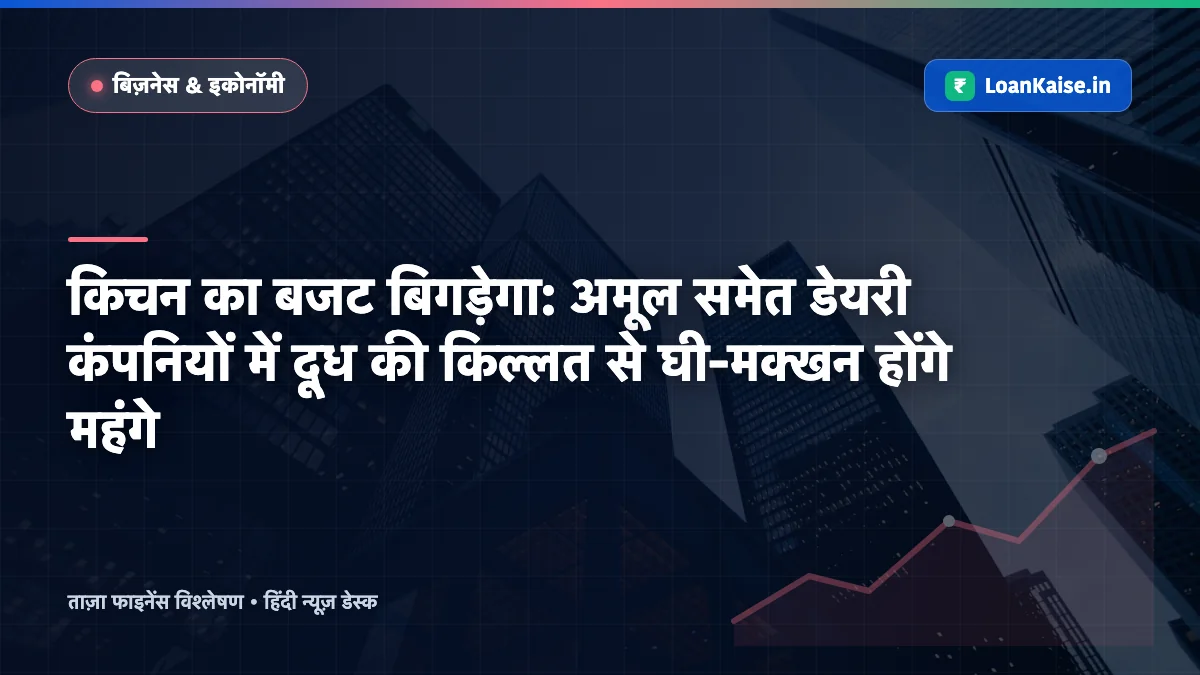 बिज़नेस & इकोनॉमी
₹ LoanKaise.in
किचन का बजट बिगड़ेगा: अमूल समेत डेयरी
कंपनियों में दूध की किल्लत से घी-मक्खन होंगे
महंगे
ताज़ा फाइनेंस विश्लेषण • हिंदी न्यूज़ डेस्क